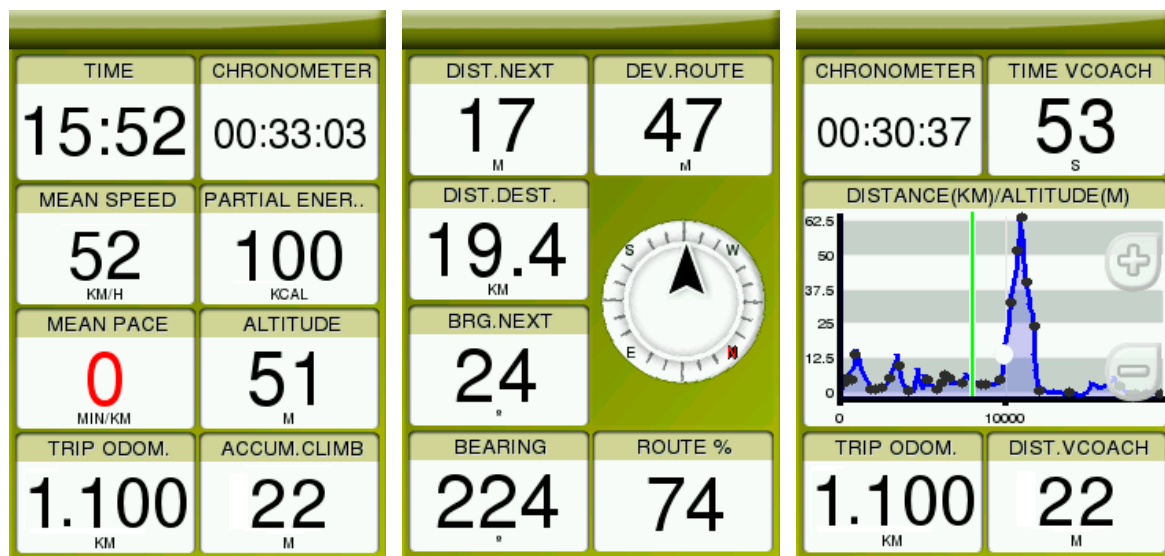 TIME
CHRONOMETER
15:52
00:33:03
MEAN SPEED
PARTIAL ENER..
52
KM/H
100
KCAL
MEAN PACE
ALTITUDE
0
MIN/KM
51
M
TRIP ODOM.
ACCUM.CLIMB
1.100
KM
22
M
DIST.NEXT
DEV.ROUTE
17
M
47
M
DIST.DEST.
19.4
KM
S
W
E
N
BRG.NEXT
24
°
BEARING
ROUTE %
224
°
74
CHRONOMETER
TIME VCOACH
00:30:37
53
S
DISTANCE(KM)/ALTITUDE(M)
62.5
50
37.5
25
12.5
0
0
10000
TRIP ODOM.
DIST.VCOACH
1.100
KM
22
M